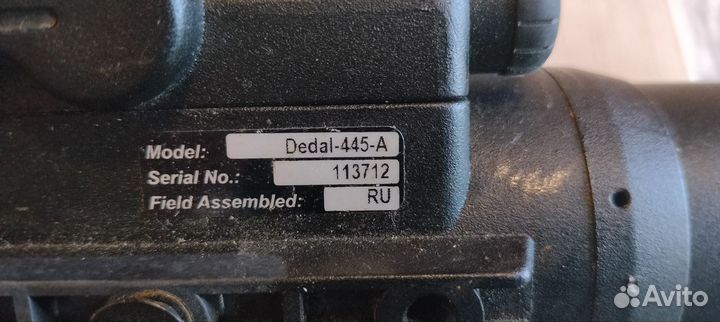 Model: Dedal-445-A
Serial No.: 113712
Field Assembled: RU
Avito